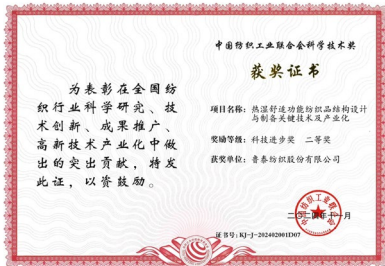 中国纺织工业联合会科学技术奖
获奖证书
为表彰在全国纺
织行业科学研究、技
术创新、成果推广、
高新技术产业化中做
出的突出贡献，特发
此证，以资鼓励。
项目名称：热湿舒适功能纺织品结构设计
与制备关键技术及产业化
奖励等级：科技进步奖 二等奖
获奖单位：鲁泰纺织股份有限公司
二〇二四年十一月
证书号：KJ-J-202402001D07